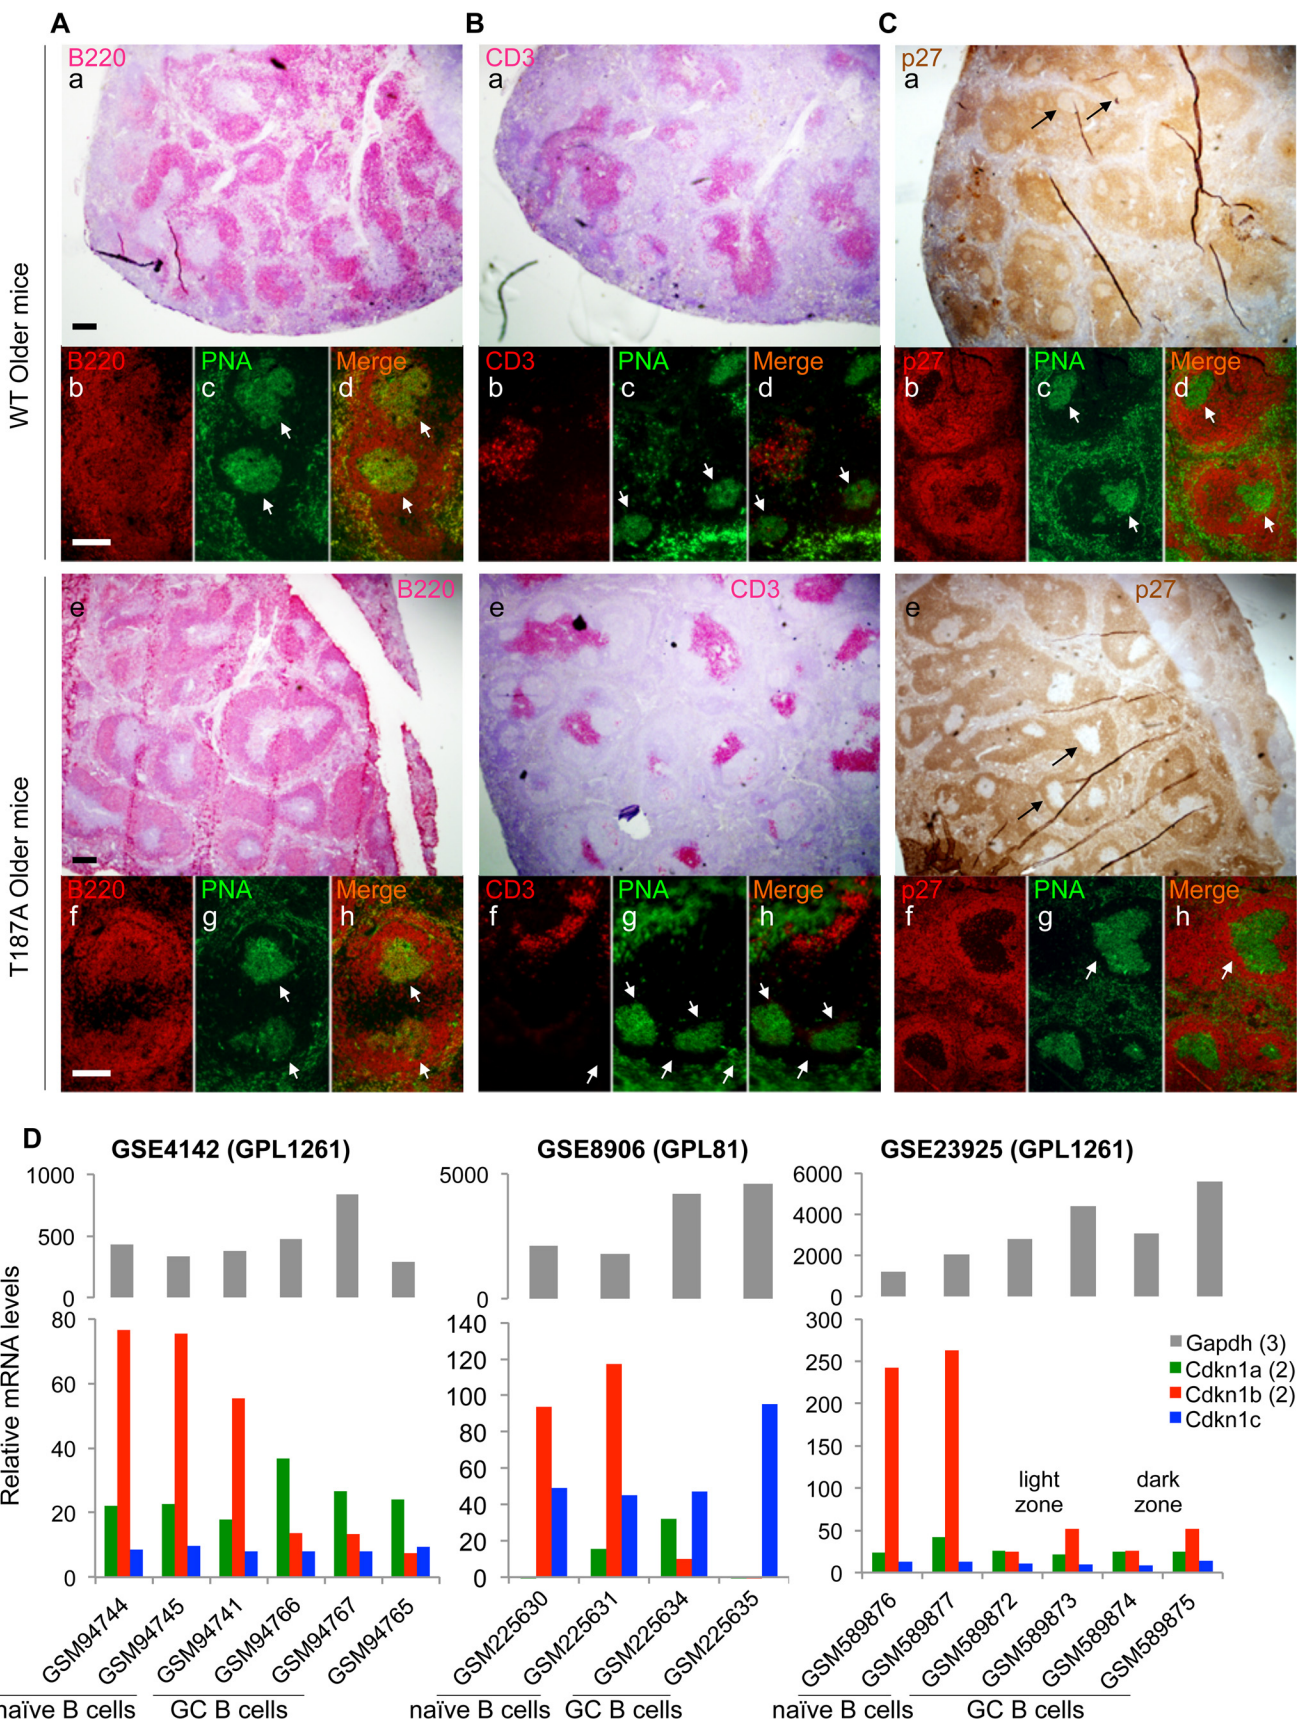 A B C
B220 CD3 p27
a a a
WT Older mice
B220 PNA Merge CD3 PNA Merge p27 PNA Merge
b c d b c d b c d
B220 CD3 p27
e e e
T187A Older mice
B220 PNA Merge CD3 PNA Merge p27 PNA Merge
f g h f g h f g h
D
GSE4142 (GPL1261) GSE8906 (GPL81) GSE23925 (GPL1261)
Relative mRNA levels
1000
500
0
80
60
40
20
0
5000
0
140
120
100
80
60
40
20
0
6000
4000
2000
0
300
250
200
150
100
50
0
Gapdh (3)
Cdkn1a (2)
Cdkn1b (2)
Cdkn1c
light
zone
dark
zone
GSM94744 GSM94745 GSM94741 GSM94766 GSM94767 GSM94765
GSM225630 GSM225631 GSM225634 GSM225635
GSM589876 GSM589877 GSM589872 GSM589873 GSM589874 GSM589875
naïve B cells GC B cells naïve B cells GC B cells naïve B cells GC B cells